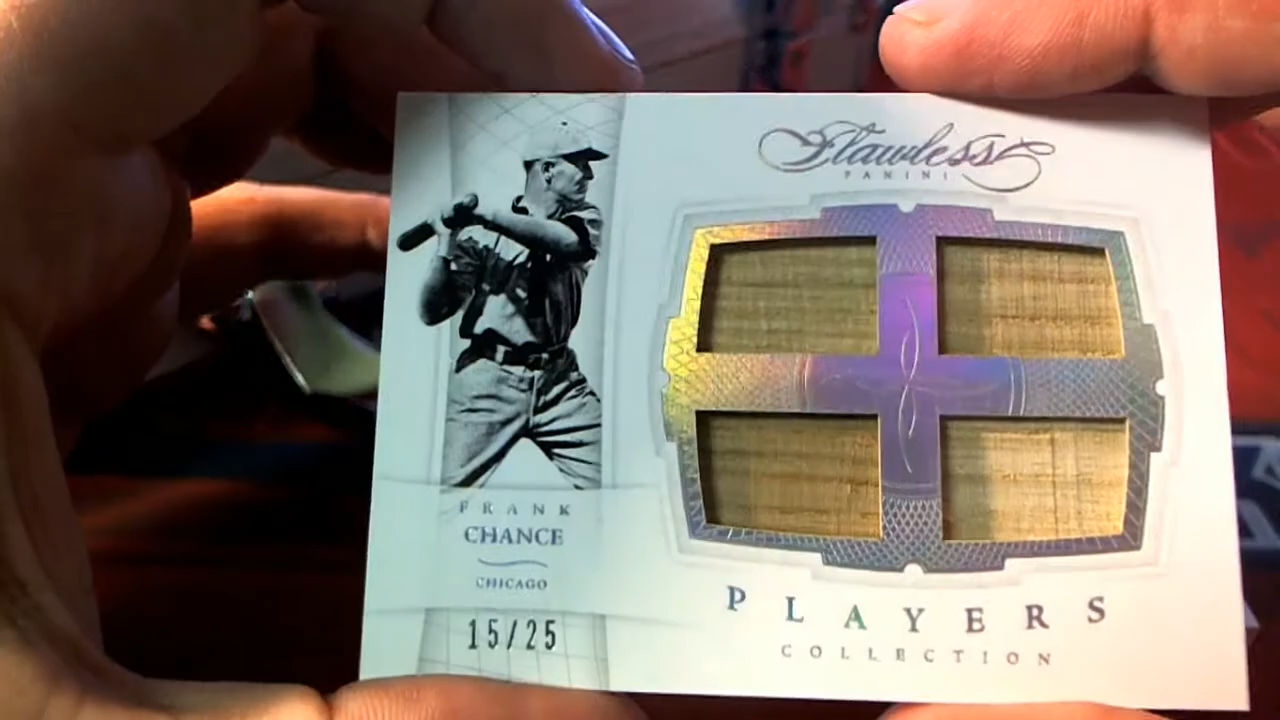 Flawless
PANINI
FRANK
CHANCE
CHICAGO
15/25
PLAYERS
COLLECTION